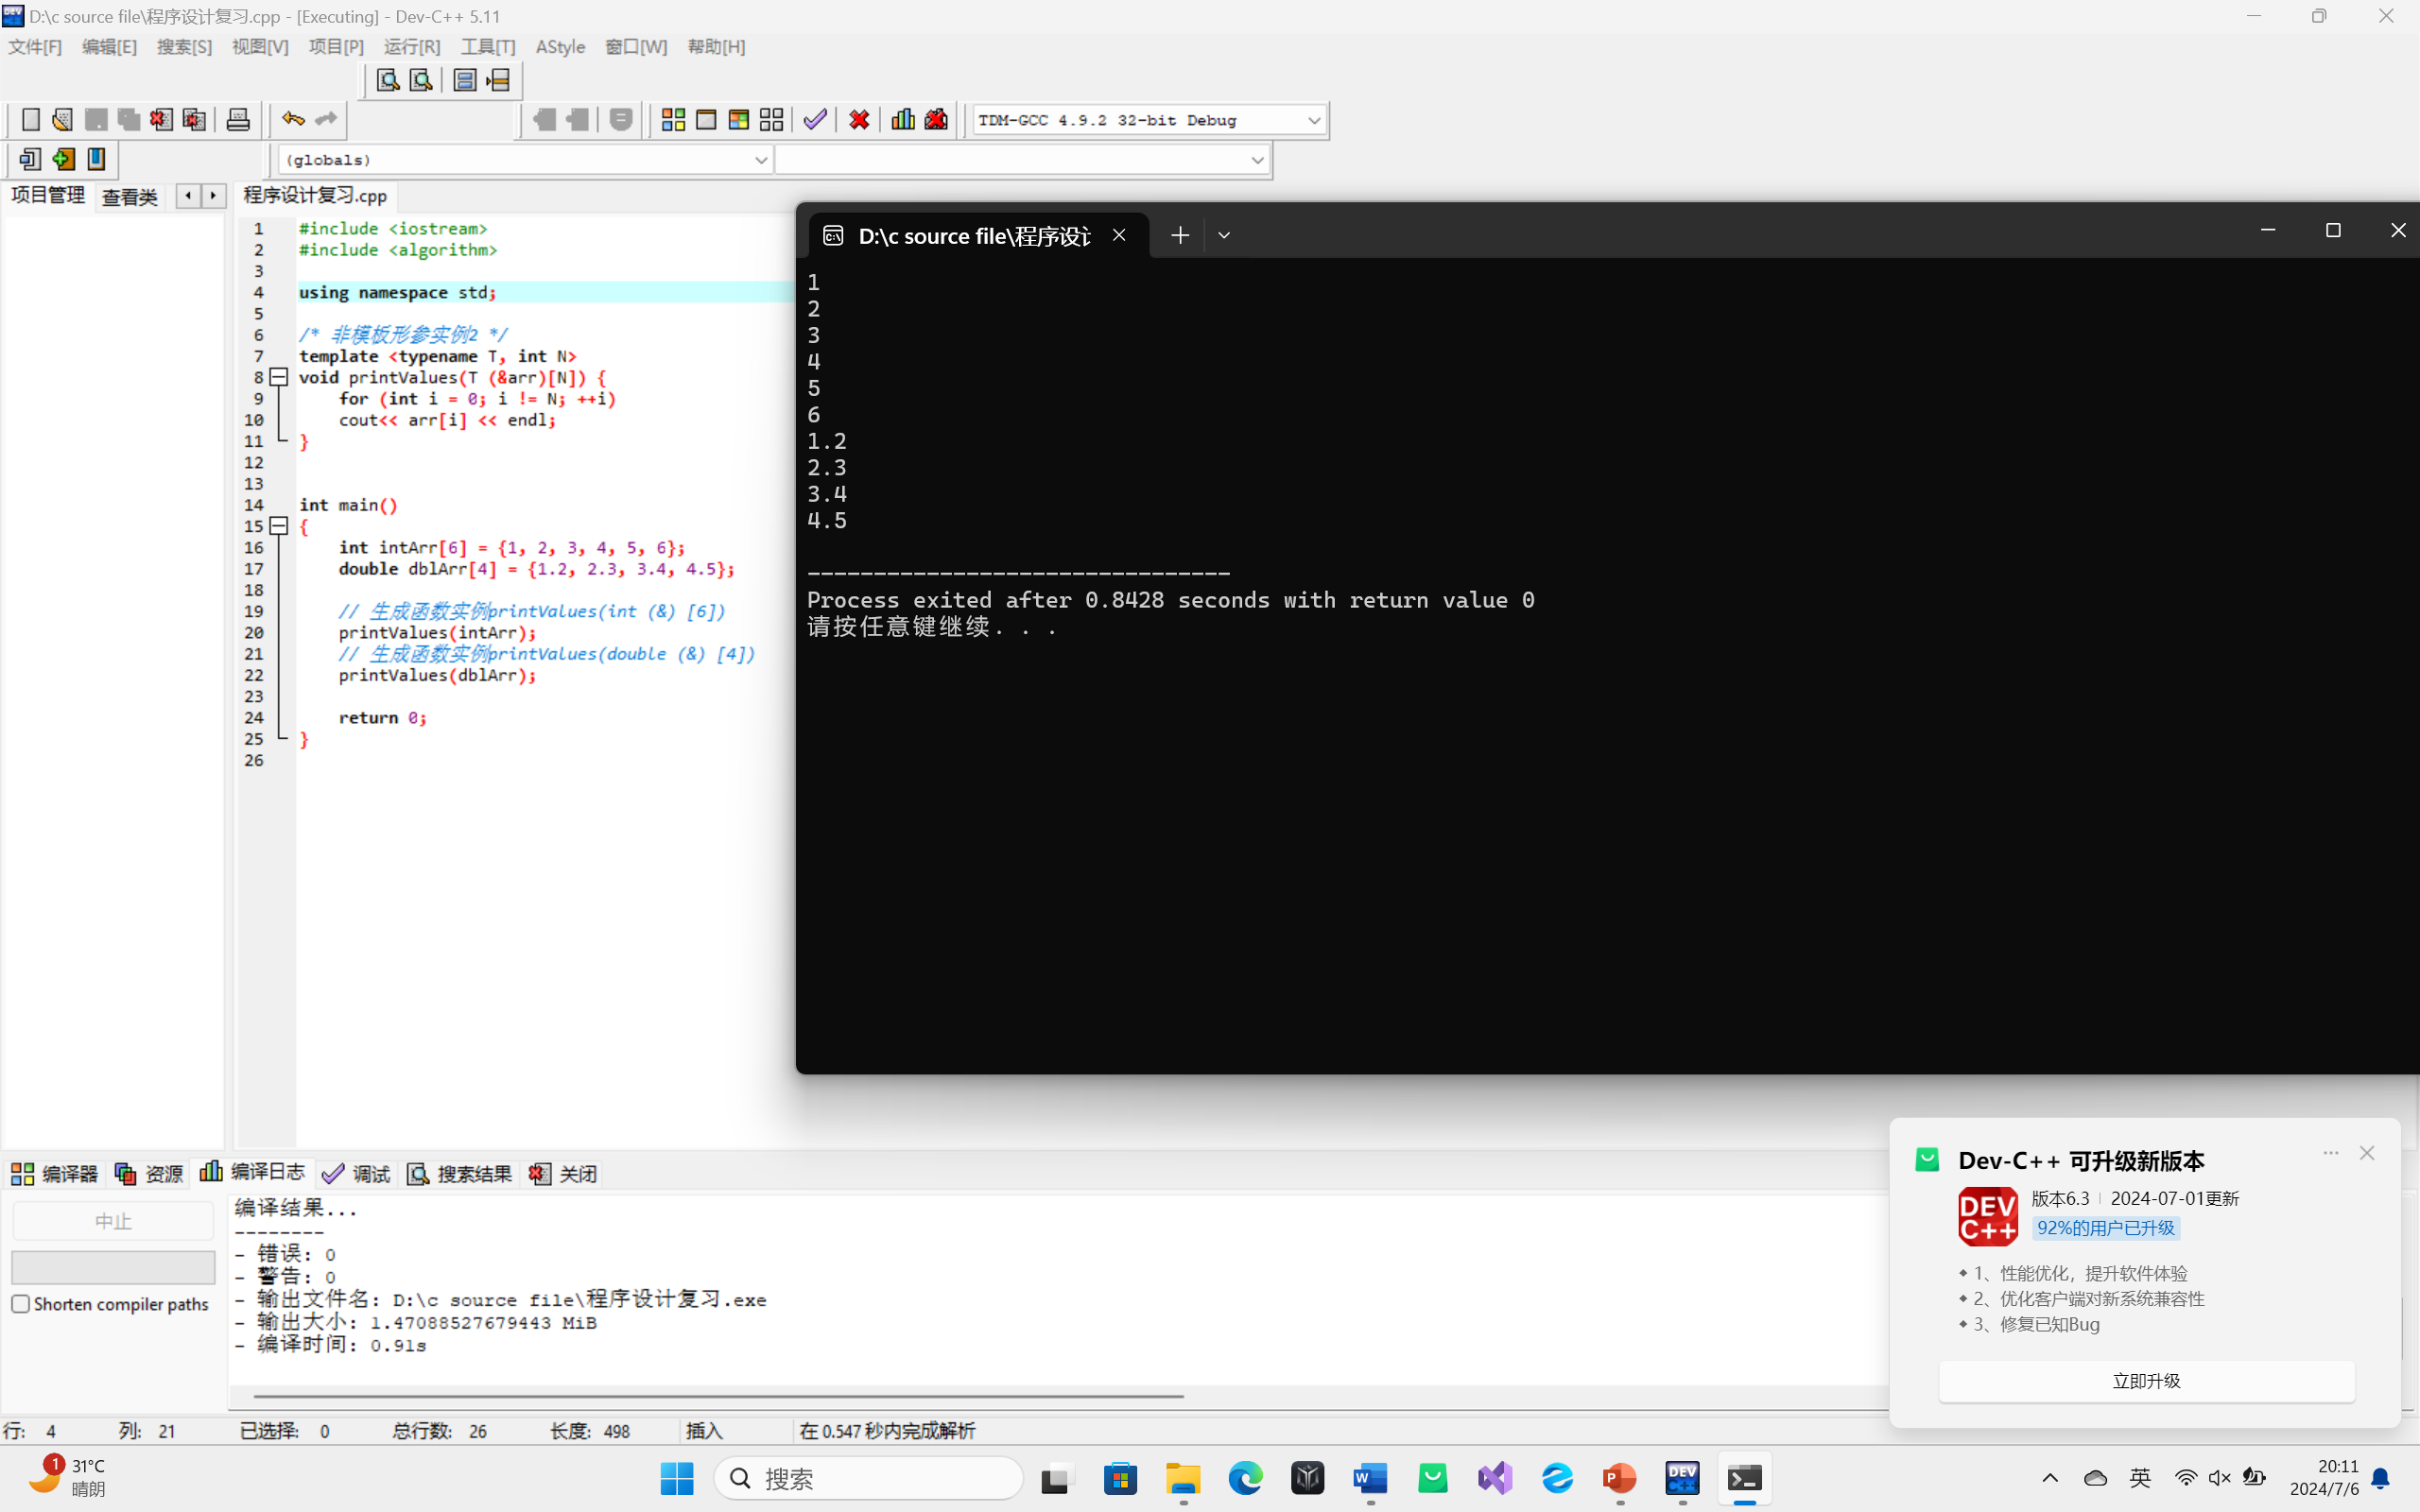 D:\c source file\程序设计复习.cpp - [Executing] - Dev-C++ 5.11
文件[F] 编辑[E] 搜索[S] 视图[V] 项目[P] 运行[R] 工具[T] AStyle 窗口[W] 帮助[H]
TDM-GCC 4.9.2 32-bit Debug
(globals)
项目管理 查看类 程序设计复习.cpp
1 #include <iostream>
2 #include <algorithm>
3
4 using namespace std;
5
6 /* 非模板形参实例2 */
7 template <typename T, int N>
8 void printValues(T (&arr)[N]) {
9 for (int i = 0; i != N; ++i)
10 cout<< arr[i] << endl;
11 }
12
13
14 int main()
15 {
16 int intArr[6] = {1, 2, 3, 4, 5, 6};
17 double dblArr[4] = {1.2, 2.3, 3.4, 4.5};
18
19 // 生成函数实例printValues(int (&) [6])
20 printValues(intArr);
21 // 生成函数实例printValues(double (&) [4])
22 printValues(dblArr);
23
24 return 0;
25 }
26
D:\c source file\程序设计
1
2
3
4
5
6
1.2
2.3
3.4
4.5
--------------------------------
Process exited after 0.8428 seconds with return value 0
请按任意键继续. . .
编译器 资源 编译日志 调试 搜索结果 关闭
中止
Shorten compiler paths
编译结果...
--------
- 错误: 0
- 警告: 0
- 输出文件名: D:\c source file\程序设计复习.exe
- 输出大小: 1.47088527679443 MiB
- 编译时间: 0.91s
Dev-C++ 可升级新版本
DEV C++
版本6.3 | 2024-07-01更新
92%的用户已升级
1、性能优化，提升软件体验
2、优化客户端对新系统兼容性
3、修复已知Bug
立即升级
行: 4 列: 21 已选择: 0 总行数: 26 长度: 498 插入 在 0.547 秒内完成解析
1 31°C
晴朗
搜索
英
20:11
2024/7/6